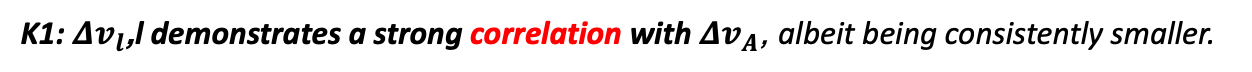 K1: Δv_l,l demonstrates a strong correlation with Δv_A, albeit being consistently smaller.